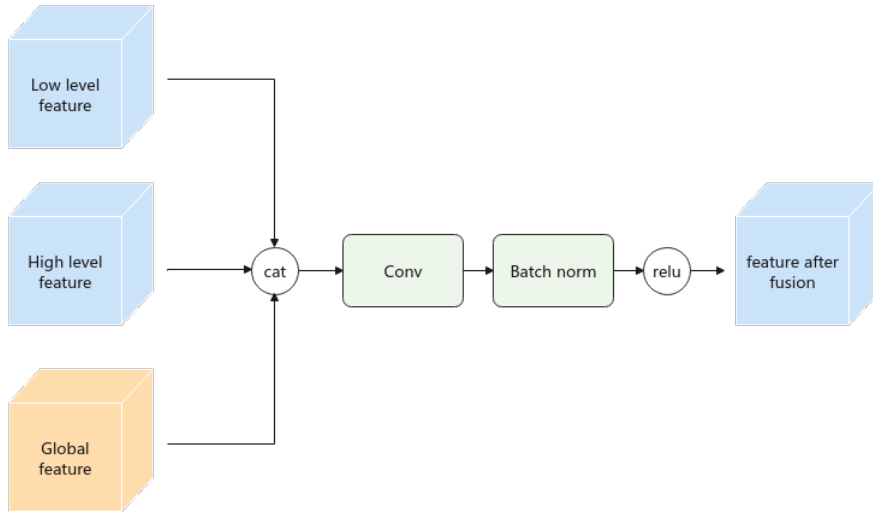 Low level
feature
High level
feature
cat
Conv
Batch norm
relu
feature after
fusion
Global
feature